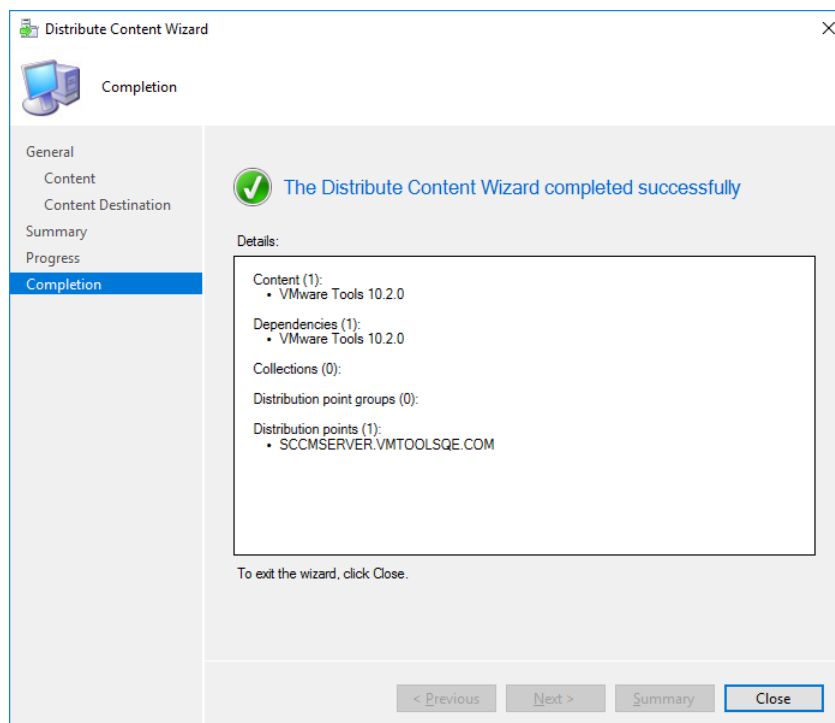 Distribute Content Wizard
Completion
General
Content
Content Destination
Summary
Progress
Completion
The Distribute Content Wizard completed successfully
Details:
Content (1):
• VMware Tools 10.2.0
Dependencies (1):
• VMware Tools 10.2.0
Collections (0):
Distribution point groups (0):
Distribution points (1):
• SCCMSERVER.VMTOOLSQE.COM
To exit the wizard, click Close.
< Previous
Next >
Summary
Close